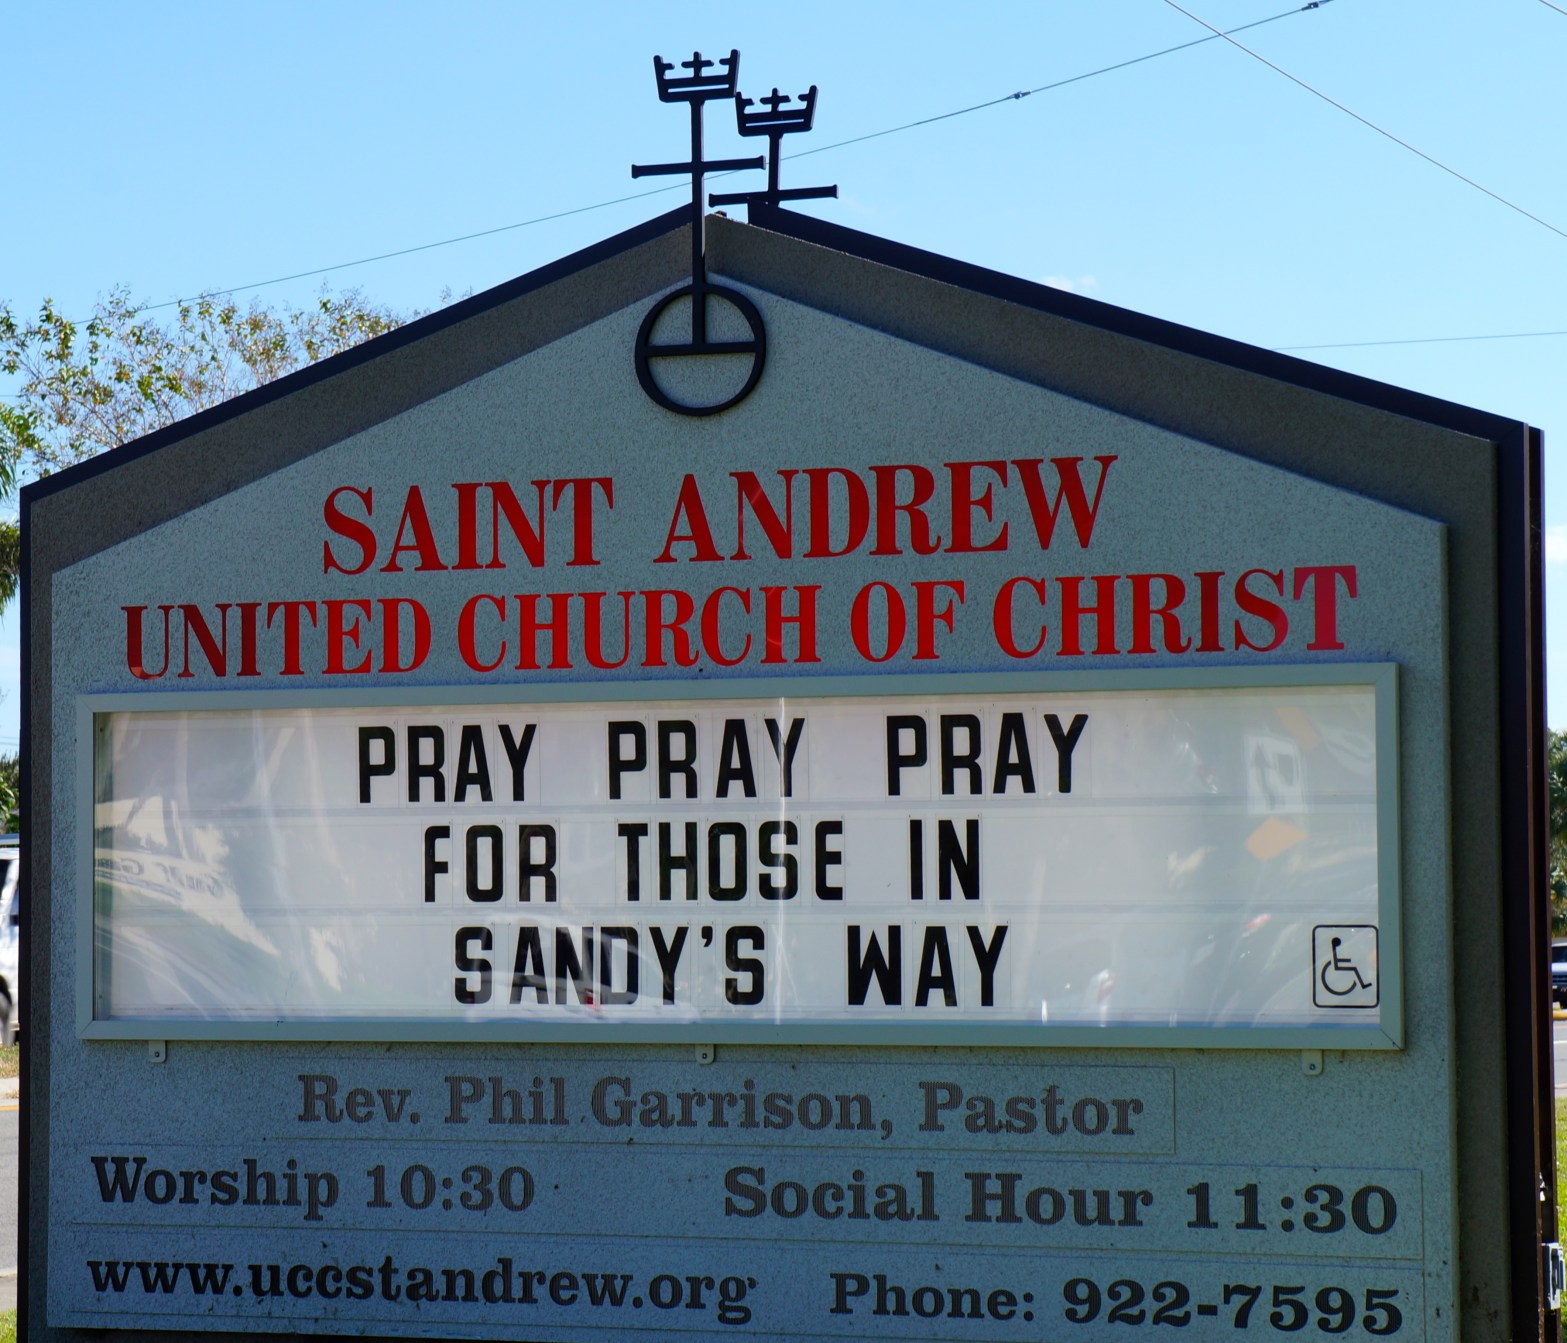 SAINT ANDREW
UNITED CHURCH OF CHRIST
PRAY PRAY PRAY
FOR THOSE IN
SANDY'S WAY
Rev. Phil Garrison, Pastor
Worship 10:30 Social Hour 11:30
www.uccstandrew.org Phone: 922-7595